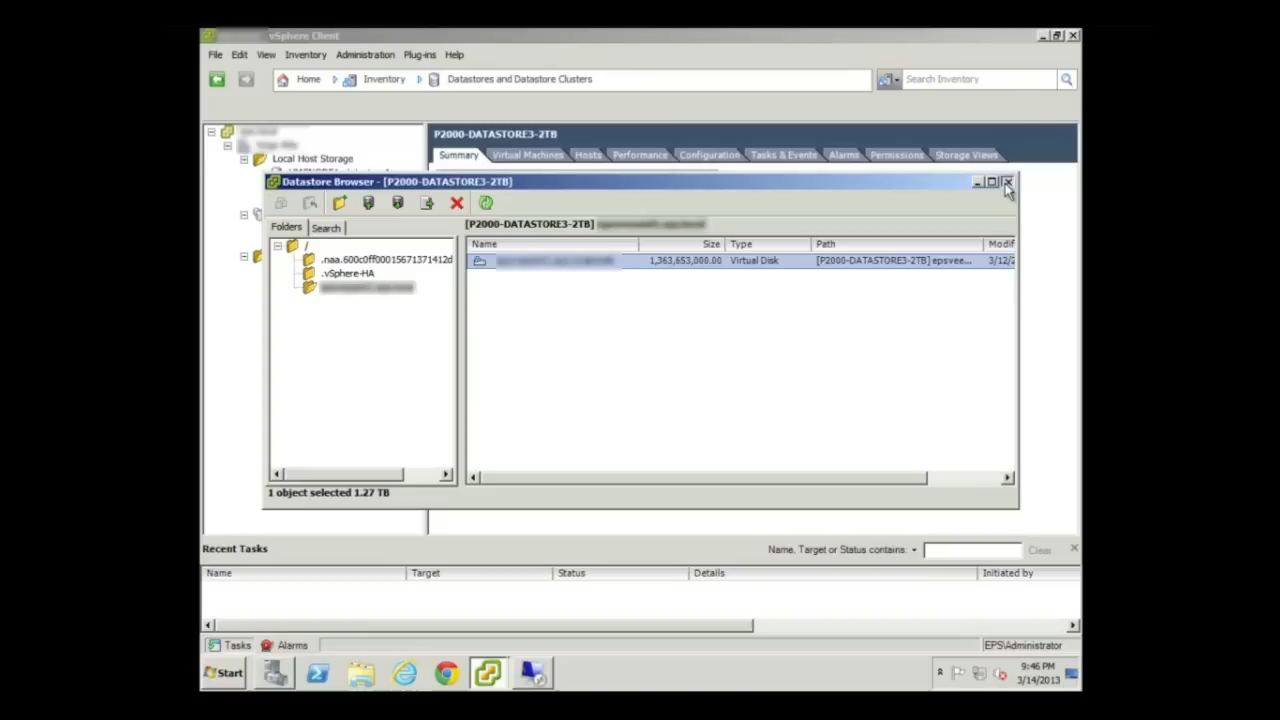 vSphere Client
File Edit View Inventory Administration Plug-ins Help
Home Inventory Datastores and Datastore Clusters Search Inventory
P2000-DATASTORE3-2TB
Summary Virtual Machines Hosts Performance Configuration Tasks & Events Alarms Permissions Storage Views
Local Host Storage
Datastore Browser - [P2000-DATASTORE3-2TB]
Folders Search
[P2000-DATASTORE3-2TB]
Name Size Type Path Modif
/
.naa.600c0ff00015671371412d
.vSphere-HA
1,363,653,000.00 Virtual Disk [P2000-DATASTORE3-2TB] epsvee... 3/12/2
1 object selected 1.27 TB
Recent Tasks Name, Target or Status contains: Clear
Name Target Status Details Initiated by
Tasks Alarms EPS\Administrator
Start 9:46 PM
3/14/2013